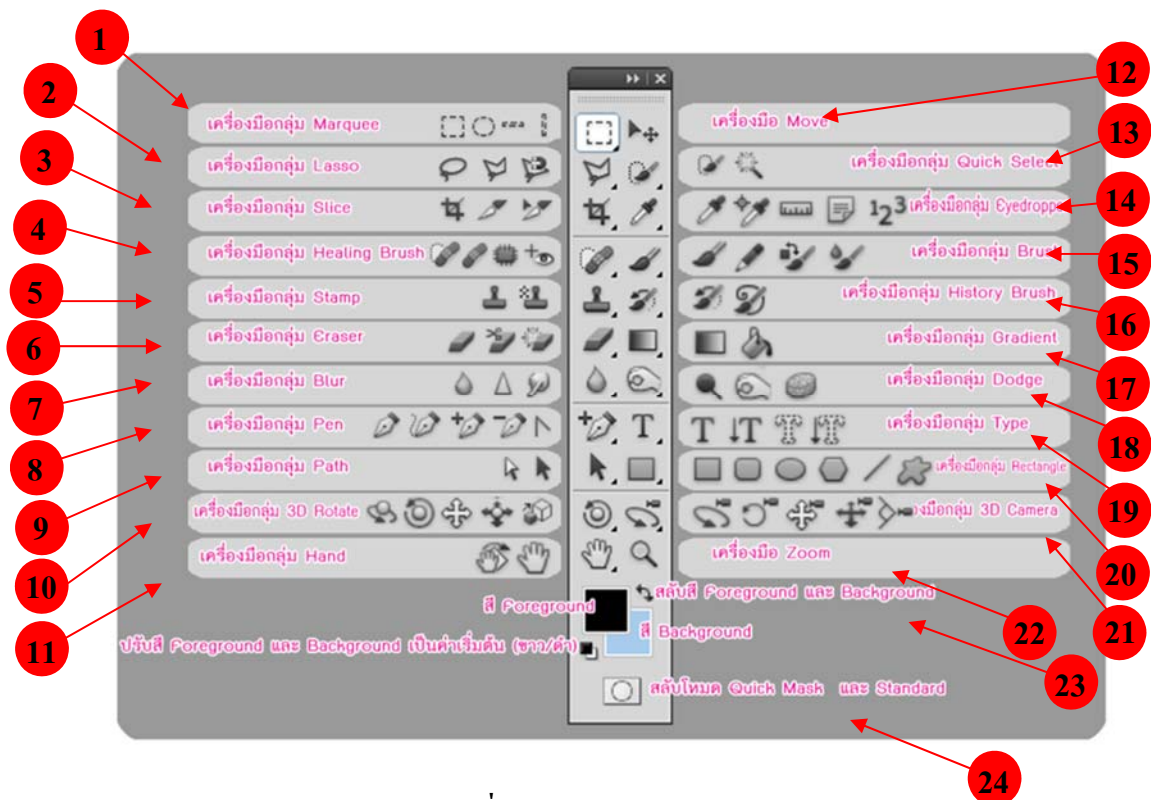 1
เครื่องมือกลุ่ม Marquee
2
เครื่องมือกลุ่ม Lasso
3
เครื่องมือกลุ่ม Slice
4
เครื่องมือกลุ่ม Healing Brush
5
เครื่องมือกลุ่ม Stamp
6
เครื่องมือกลุ่ม Eraser
7
เครื่องมือกลุ่ม Blur
8
เครื่องมือกลุ่ม Pen
9
เครื่องมือกลุ่ม Path
10
เครื่องมือกลุ่ม 3D Rotate
11
เครื่องมือกลุ่ม Hand
12
เครื่องมือ Move
13
เครื่องมือกลุ่ม Quick Select
14
123 เครื่องมือกลุ่ม Eyedroppe
15
เครื่องมือกลุ่ม Brush
16
เครื่องมือกลุ่ม History Brush
17
เครื่องมือกลุ่ม Gradient
18
เครื่องมือกลุ่ม Dodge
19
T T T T เครื่องมือกลุ่ม Type
T
20
เครื่องมือกลุ่ม Rectangle
21
องมือกลุ่ม 3D Camera
22
เครื่องมือ Zoom
23
สลับสี Foreground และ Background
สี Foreground
สี Background
ปรับสี Foreground และ Background เป็นค่าเริ่มต้น (ขาว/ดำ)
24
สลับโหมด Quick Mask และ Standard